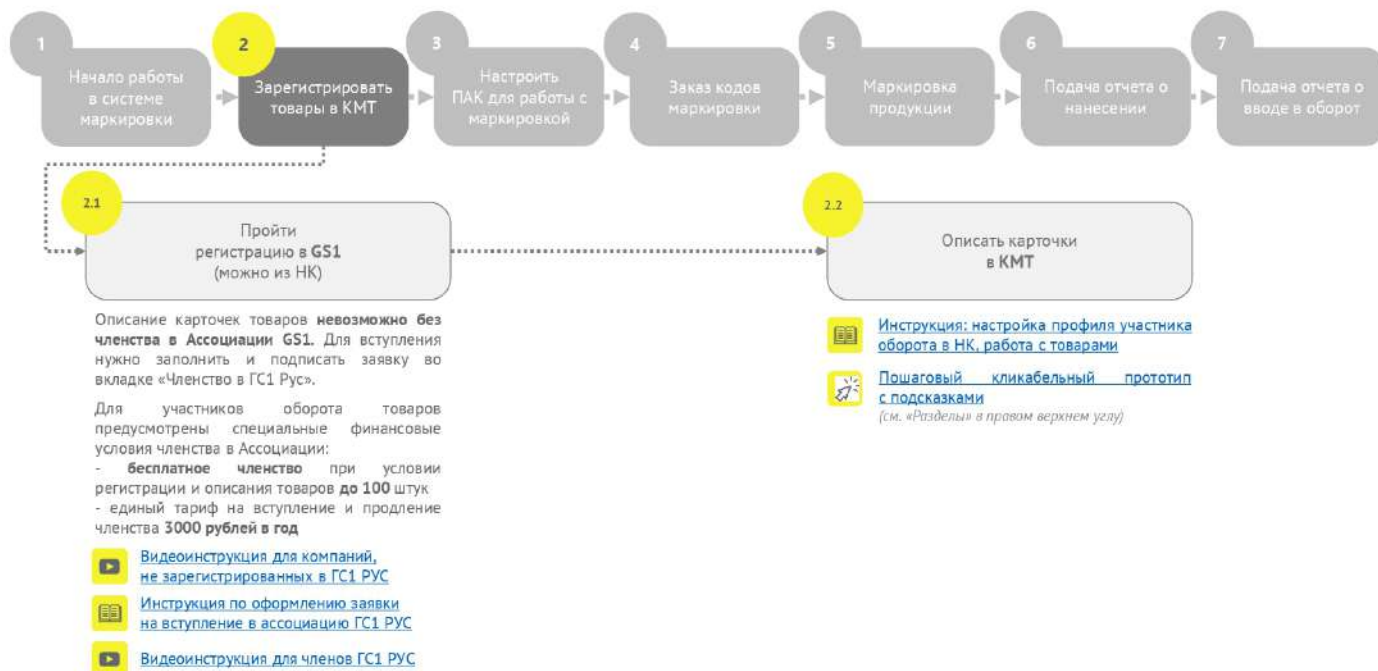 1
Начало работы
в системе
маркировки
2
Зарегистрировать
товары в КМТ
3
Настроить
ПАК для работы с
маркировкой
4
Заказ кодов
маркировки
5
Маркировка
продукции
6
Подача отчета о
нанесении
7
Подача отчета о
вводе в оборот
2.1
Пройти
регистрацию в GS1
(можно из НК)
Описание карточек товаров невозможно без
членства в Ассоциации GS1. Для вступления
нужно заполнить и подписать заявку во
вкладке «Членство в ГС1 Рус».
Для участников оборота товаров
предусмотрены специальные финансовые
условия членства в Ассоциации:
- бесплатное членство при условии
регистрации и описания товаров до 100 штук
- единый тариф на вступление и продление
членства 3000 рублей в год
Видеоинструкция для компаний,
не зарегистрированных в ГС1 РУС
Инструкция по оформлению заявки
на вступление в ассоциацию ГС1 РУС
Видеоинструкция для членов ГС1 РУС
2.2
Описать карточки
в КМТ
Инструкция: настройка профиля участника
оборота в НК, работа с товарами
Пошаговый кликабельный прототип
с подсказками
(см. «Разделы» в правом верхнем углу)